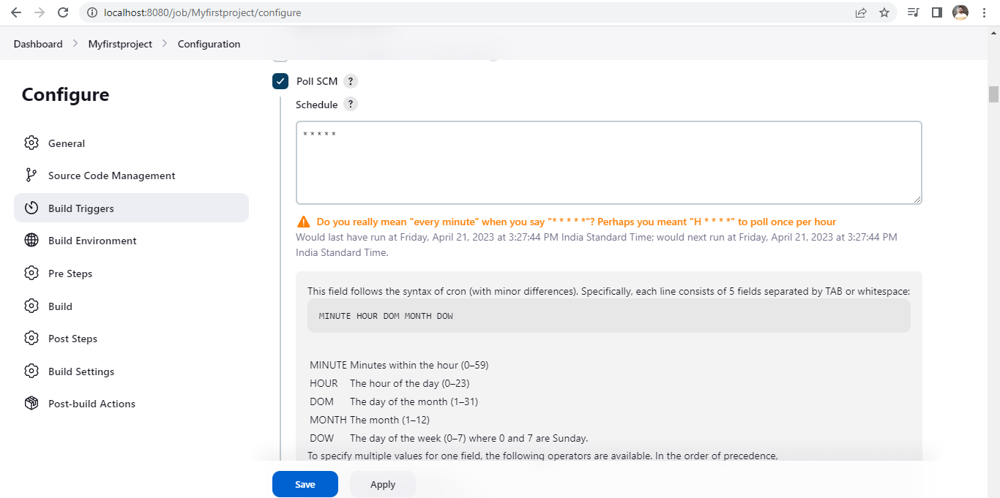 localhost:8080/job/Myfirstproject/configure
Dashboard > Myfirstproject > Configuration
Configure
General
Source Code Management
Build Triggers
Build Environment
Pre Steps
Build
Post Steps
Build Settings
Post-build Actions
Poll SCM ?
Schedule ?
* * * * *
Do you really mean "every minute" when you say "* * * * *"? Perhaps you meant "H * * * *" to poll once per hour
Would last have run at Friday, April 21, 2023 at 3:27:44 PM India Standard Time; would next run at Friday, April 21, 2023 at 3:27:44 PM
India Standard Time.
This field follows the syntax of cron (with minor differences). Specifically, each line consists of 5 fields separated by TAB or whitespace:
MINUTE HOUR DOM MONTH DOW
MINUTE Minutes within the hour (0–59)
HOUR The hour of the day (0–23)
DOM The day of the month (1–31)
MONTH The month (1–12)
DOW The day of the week (0–7) where 0 and 7 are Sunday.
To specify multiple values for one field, the following operators are available. In the order of precedence,
Save
Apply